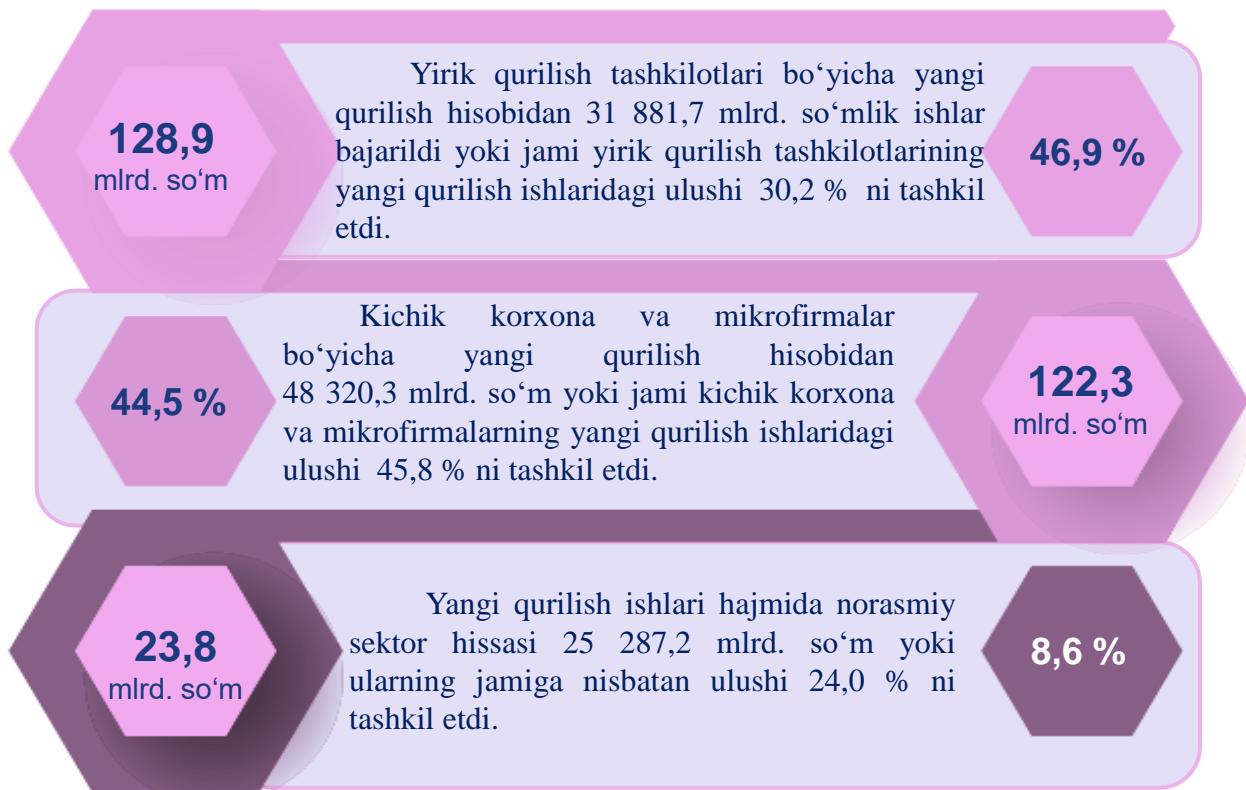 128,9
mlrd. so‘m
Yirik qurilish tashkilotlari bo‘yicha yangi
qurilish hisobidan 31 881,7 mlrd. so‘mlik ishlar
bajarildi yoki jami yirik qurilish tashkilotlarining
yangi qurilish ishlaridagi ulushi 30,2 % ni tashkil
etdi.
46,9 %
44,5 %
Kichik korxona va mikrofirmalar
bo‘yicha yangi qurilish hisobidan
48 320,3 mlrd. so‘m yoki jami kichik korxona
va mikrofirmalarning yangi qurilish ishlaridagi
ulushi 45,8 % ni tashkil etdi.
122,3
mlrd. so‘m
23,8
mlrd. so‘m
Yangi qurilish ishlari hajmida norasmiy
sektor hissasi 25 287,2 mlrd. so‘m yoki
ularning jamiga nisbatan ulushi 24,0 % ni
tashkil etdi.
8,6 %